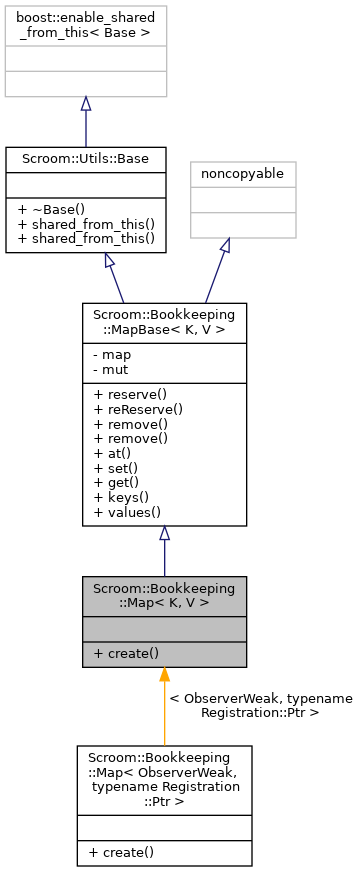 boost::enable_shared
_from_this< Base >
Scroom::Utils::Base
+ ~Base()
+ shared_from_this()
+ shared_from_this()
noncopyable
Scroom::Bookkeeping
::MapBase< K, V >
- map
- mut
+ reserve()
+ reReserve()
+ remove()
+ remove()
+ at()
+ set()
+ get()
+ keys()
+ values()
Scroom::Bookkeeping
::Map< K, V >
+ create()
< ObserverWeak, typename
Registration::Ptr >
Scroom::Bookkeeping
::Map< ObserverWeak,
typename Registration
::Ptr >
+ create()